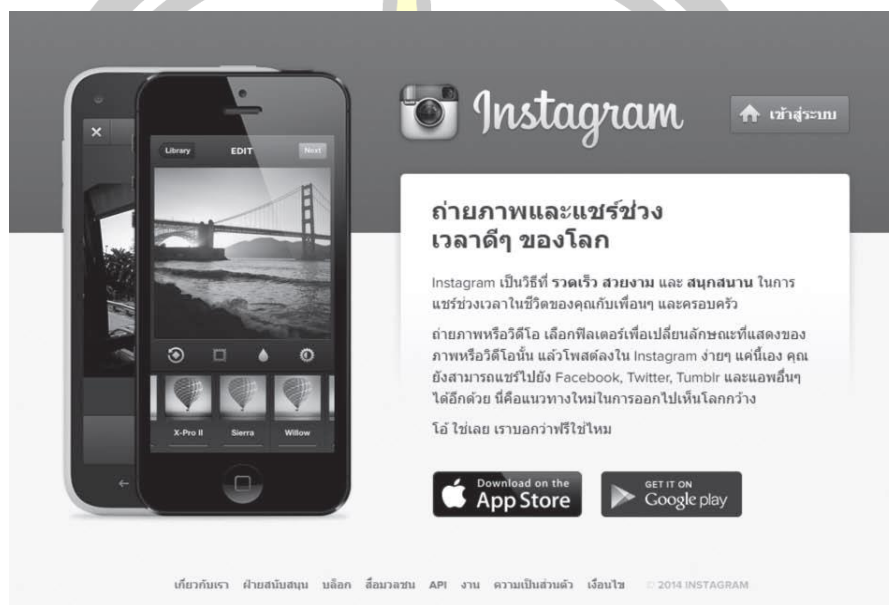 Instagram
เข้าสู่ระบบ
Library
EDIT
Next
ถ่ายภาพและแชร์ช่วง
เวลาดีๆ ของโลก
Instagram เป็นวิธีที่ รวดเร็ว สวยงาม และ สนุกสนาน ในการ
แชร์ช่วงเวลาในชีวิตของคุณกับเพื่อนๆ และครอบครัว
ถ่ายภาพหรือวิดีโอ เลือกฟิลเตอร์เพื่อเปลี่ยนลักษณะที่แสดงของ
ภาพหรือวิดีโอนั้น แล้วโพสต์ลงใน Instagram ง่ายๆ แค่นี้เอง คุณ
ยังสามารถแชร์ไปยัง Facebook, Twitter, Tumblr และแอพอื่นๆ
ได้อีกด้วย นี่คือแนวทางใหม่ในการออกไปเห็นโลกกว้าง
โอ้ ใช่เลย เราบอกว่าฟรีใช่ไหม
X-Pro II
Sierra
Willow
Download on the
App Store
GET IT ON
Google play
เกี่ยวกับเรา ฝ่ายสนับสนุน บล็อก สื่อมวลชน API งาน ความเป็นส่วนตัว เงื่อนไข © 2014 INSTAGRAM